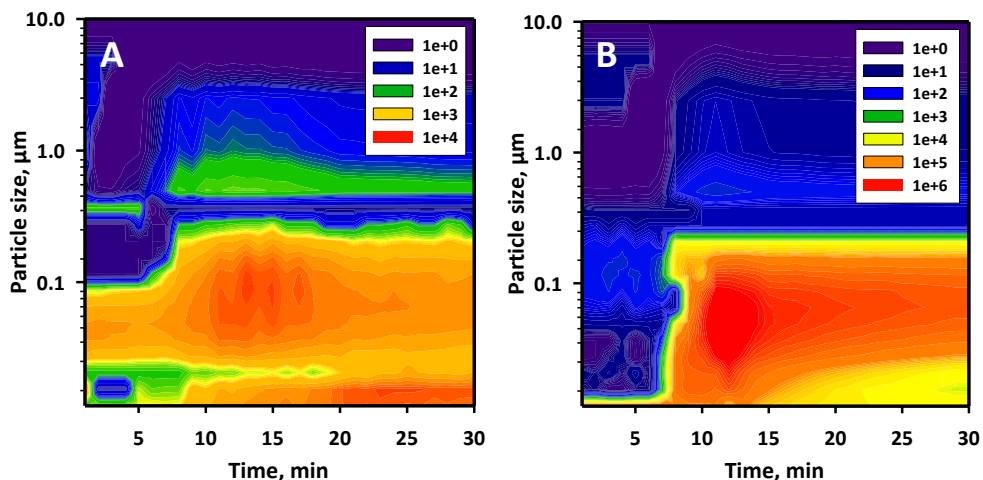 A
1e+0
1e+1
1e+2
1e+3
1e+4
10.0
1.0
0.1
Particle size, µm
5 10 15 20 25 30
Time, min
B
1e+0
1e+1
1e+2
1e+3
1e+4
1e+5
1e+6
10.0
1.0
0.1
Particle size, µm
5 10 15 20 25 30
Time, min